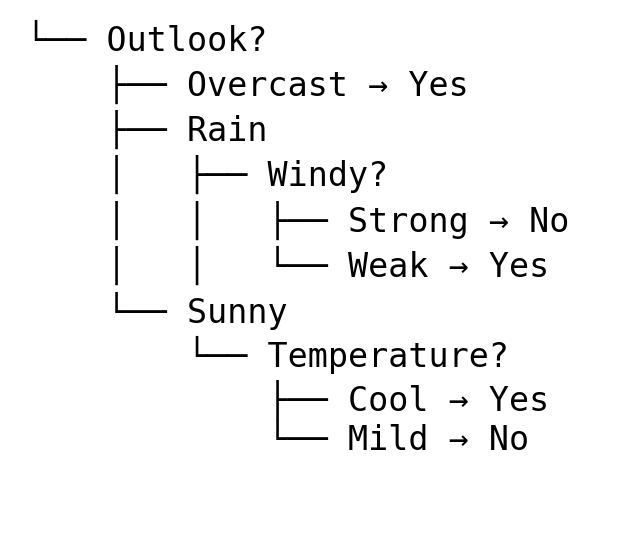 └── Outlook?
    ├── Overcast → Yes
    ├── Rain
    │   ├── Windy?
    │   │   ├── Strong → No
    │   │   └── Weak → Yes
    └── Sunny
        └── Temperature?
            ├── Cool → Yes
            └── Mild → No